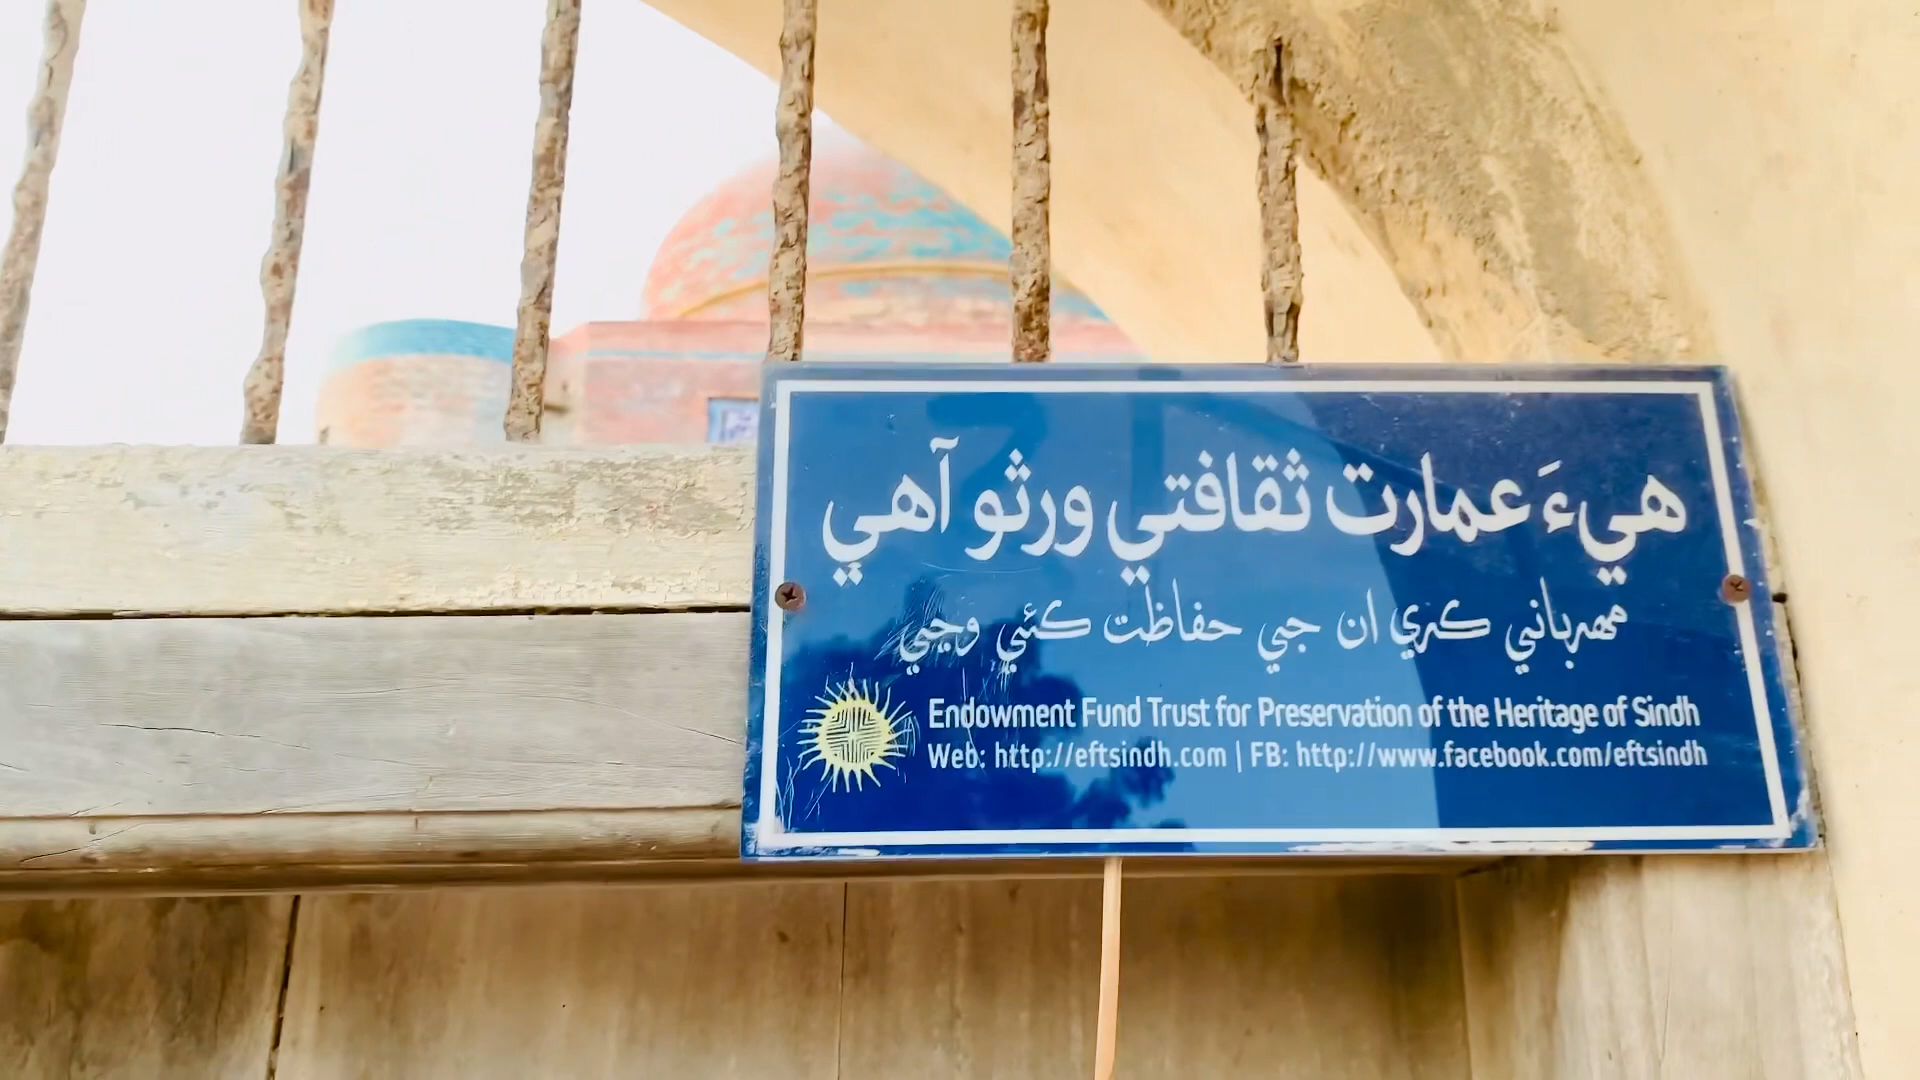 هيءَ عمارت ثقافتي ورثو آهي
مهرباني ڪري ان جي حفاظت ڪئي وڃي
Endowment Fund Trust for Preservation of the Heritage of Sindh
Web: http://eftsindh.com | FB: http://www.facebook.com/eftsindh